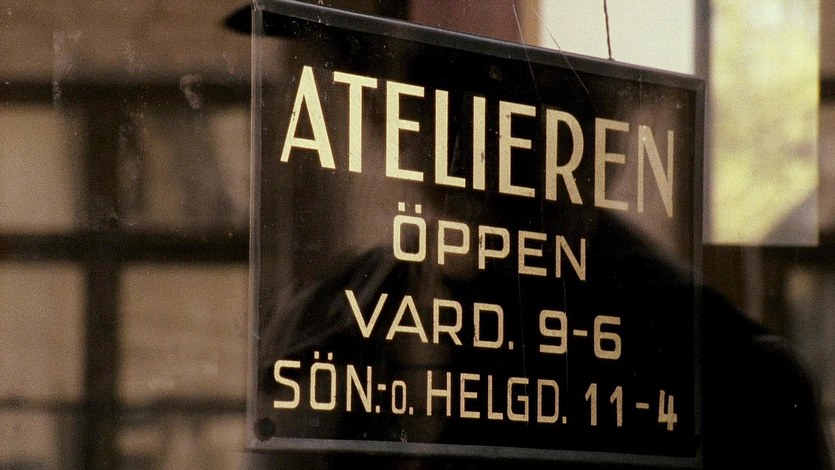 ATELIEREN
ÖPPEN
VARD. 9-6
SÖN.-o. HELGD. 11-4